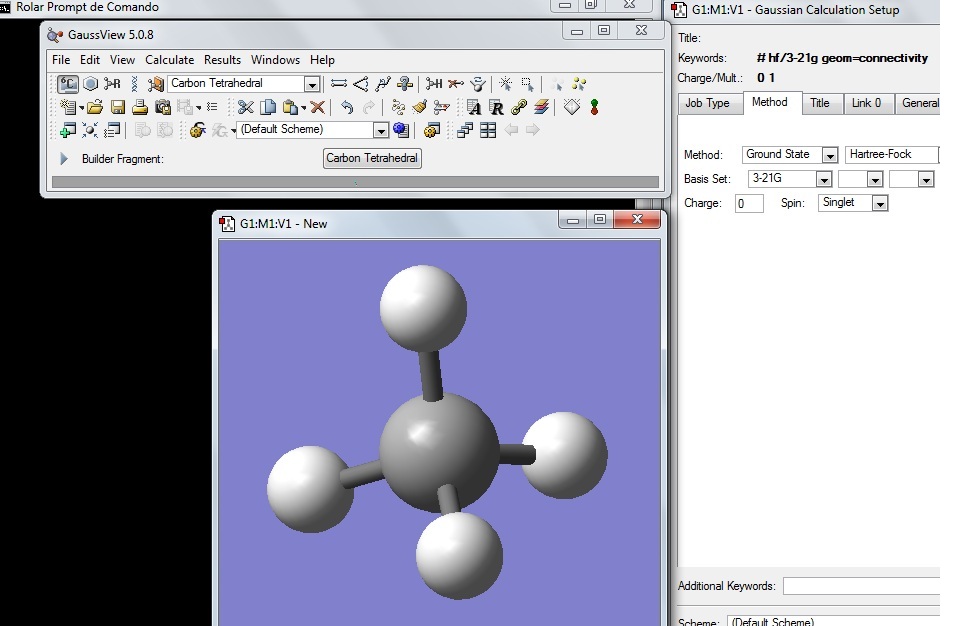 Rolar Prompt de Comando
GaussView 5.0.8
File Edit View Calculate Results Windows Help
Carbon Tetrahedral
(Default Scheme)
Builder Fragment:
Carbon Tetrahedral
G1:M1:V1 - New
G1:M1:V1 - Gaussian Calculation Setup
Title:
Keywords: # hf/3-21g geom=connectivity
Charge/Mult.: 0 1
Job Type Method Title Link 0 General
Method: Ground State Hartree-Fock
Basis Set: 3-21G
Charge: 0 Spin: Singlet
Additional Keywords:
Scheme: (Default Scheme)